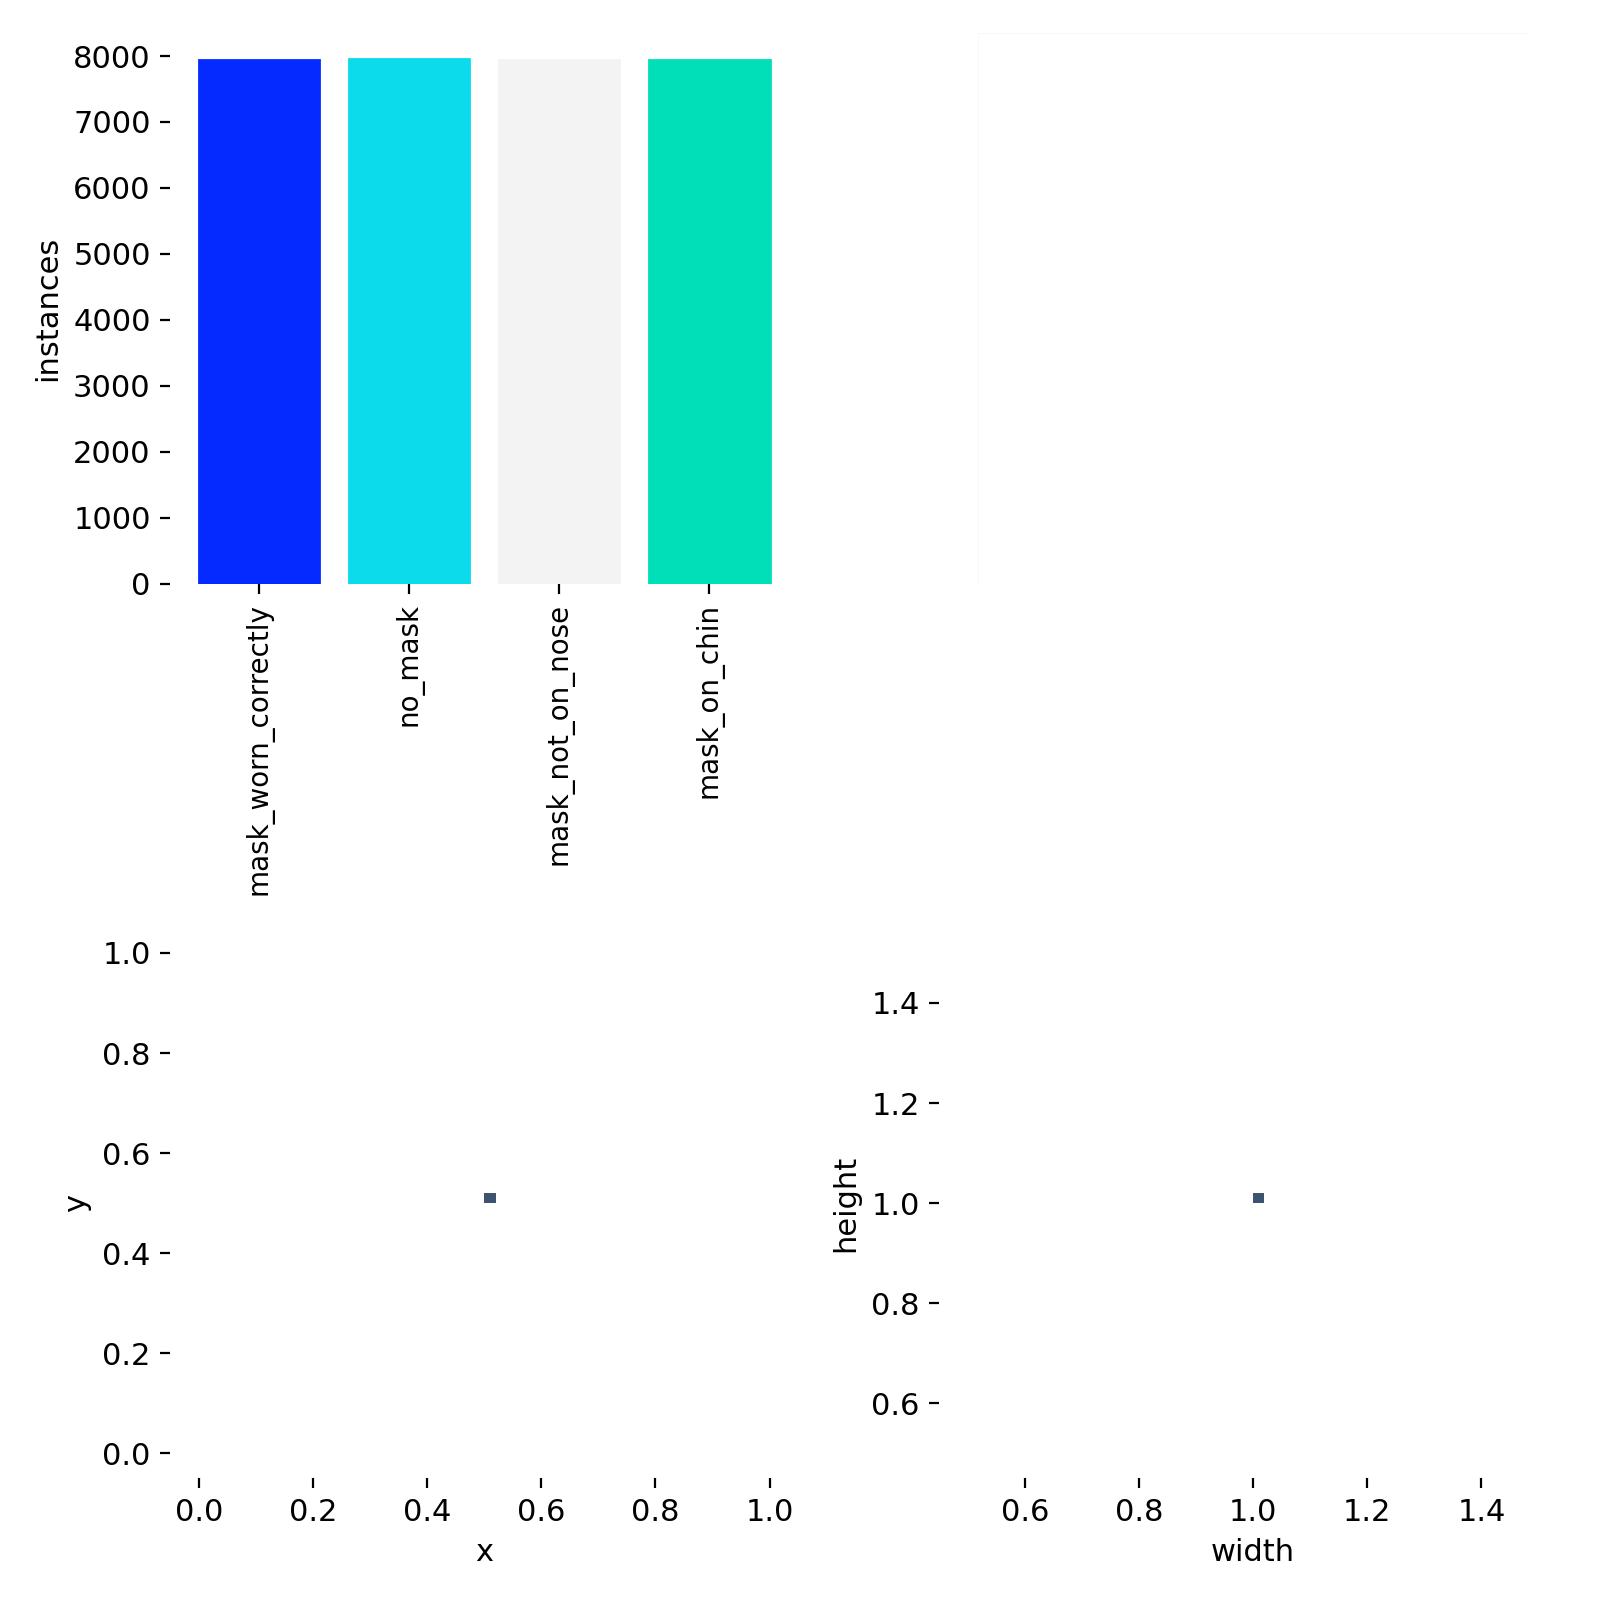 8000
7000
6000
5000
4000
3000
2000
1000
0
instances
mask_worn_correctly
no_mask
mask_not_on_nose
mask_on_chin
1.0
0.8
0.6
0.4
0.2
0.0
y
0.0 0.2 0.4 0.6 0.8 1.0
x
1.4
1.2
1.0
0.8
0.6
height
0.6 0.8 1.0 1.2 1.4
width